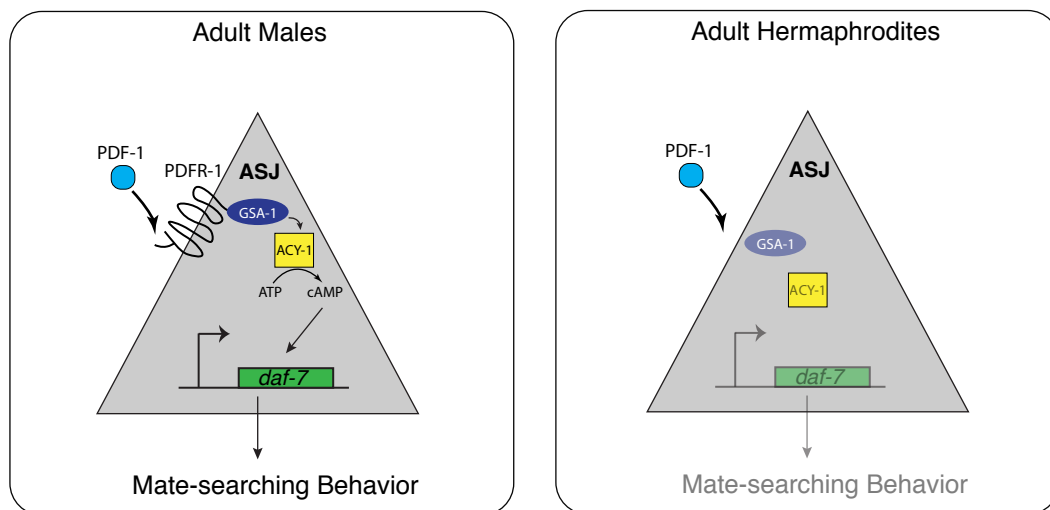 Adult Males
PDF-1
PDFR-1
ASJ
GSA-1
ACY-1
ATP
cAMP
daf-7
Mate-searching Behavior
Adult Hermaphrodites
PDF-1
ASJ
GSA-1
ACY-1
daf-7
Mate-searching Behavior